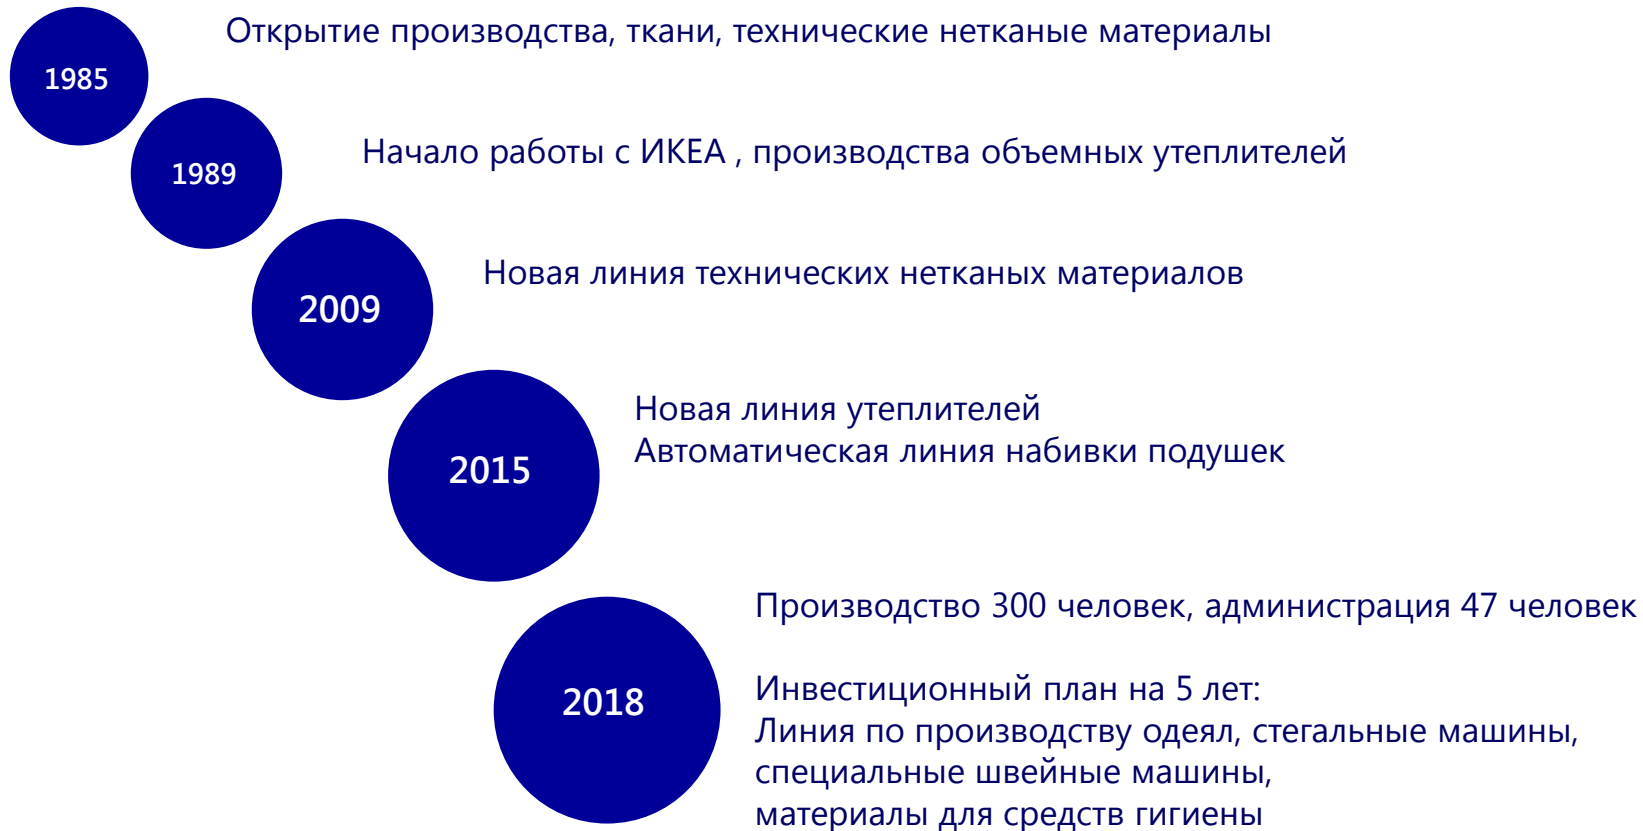 1985
Открытие производства, ткани, технические нетканые материалы
1989
Начало работы с ИКЕА , производства объемных утеплителей
2009
Новая линия технических нетканых материалов
2015
Новая линия утеплителей
Автоматическая линия набивки подушек
2018
Производство 300 человек, администрация 47 человек
Инвестиционный план на 5 лет:
Линия по производству одеял, стегальные машины,
специальные швейные машины,
материалы для средств гигиены